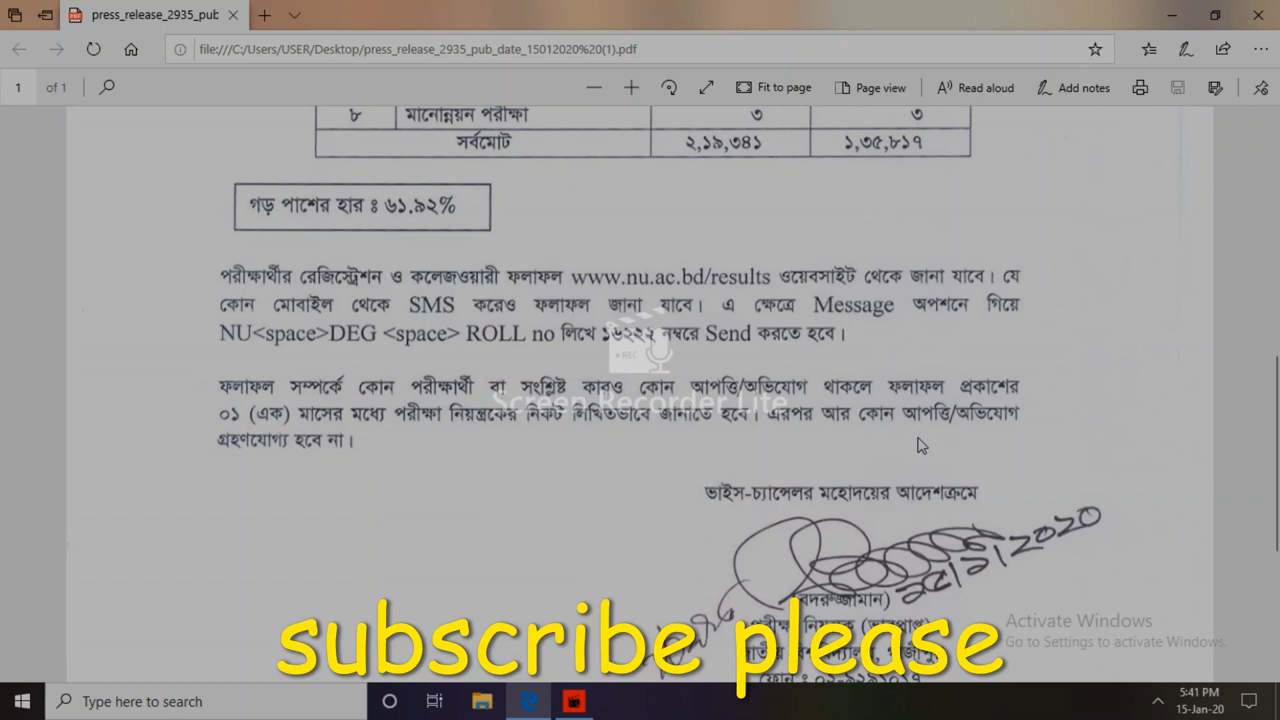 press_release_2935_pub
file:///C:/Users/USER/Desktop/press_release_2935_pub_date_15012020%20(1).pdf
1 of 1
Fit to page
Page view
Read aloud
Add notes
৮ মানোন্নয়ন পরীক্ষা ৩ ৩
সর্বমোট ২,১৯,৩৪১ ১,৩৫,৮১৭
গড় পাশের হার ঃ ৬১.৯২%
পরীক্ষার্থীর রেজিস্ট্রেশন ও কলেজওয়ারী ফলাফল www.nu.ac.bd/results ওয়েবসাইট থেকে জানা যাবে। যে
কোন মোবাইল থেকে SMS করেও ফলাফল জানা যাবে। এ ক্ষেত্রে Message অপশনে গিয়ে
NU<space>DEG <space> ROLL no লিখে ১৬২২২ নম্বরে Send করতে হবে।
REC
Screen Recorder Lite
ফলাফল সম্পর্কে কোন পরীক্ষার্থী বা সংশ্লিষ্ট কারও কোন আপত্তি/অভিযোগ থাকলে ফলাফল প্রকাশের
০১ (এক) মাসের মধ্যে পরীক্ষা নিয়ন্ত্রকের নিকট লিখিতভাবে জানাতে হবে। এরপর আর কোন আপত্তি/অভিযোগ
গ্রহণযোগ্য হবে না।
ভাইস-চ্যান্সেলর মহোদয়ের আদেশক্রমে
বদরুজ্জামান)
subscribe please
Activate Windows
Go to Settings to activate Windows.
Type here to search
5:41 PM
15-Jan-20